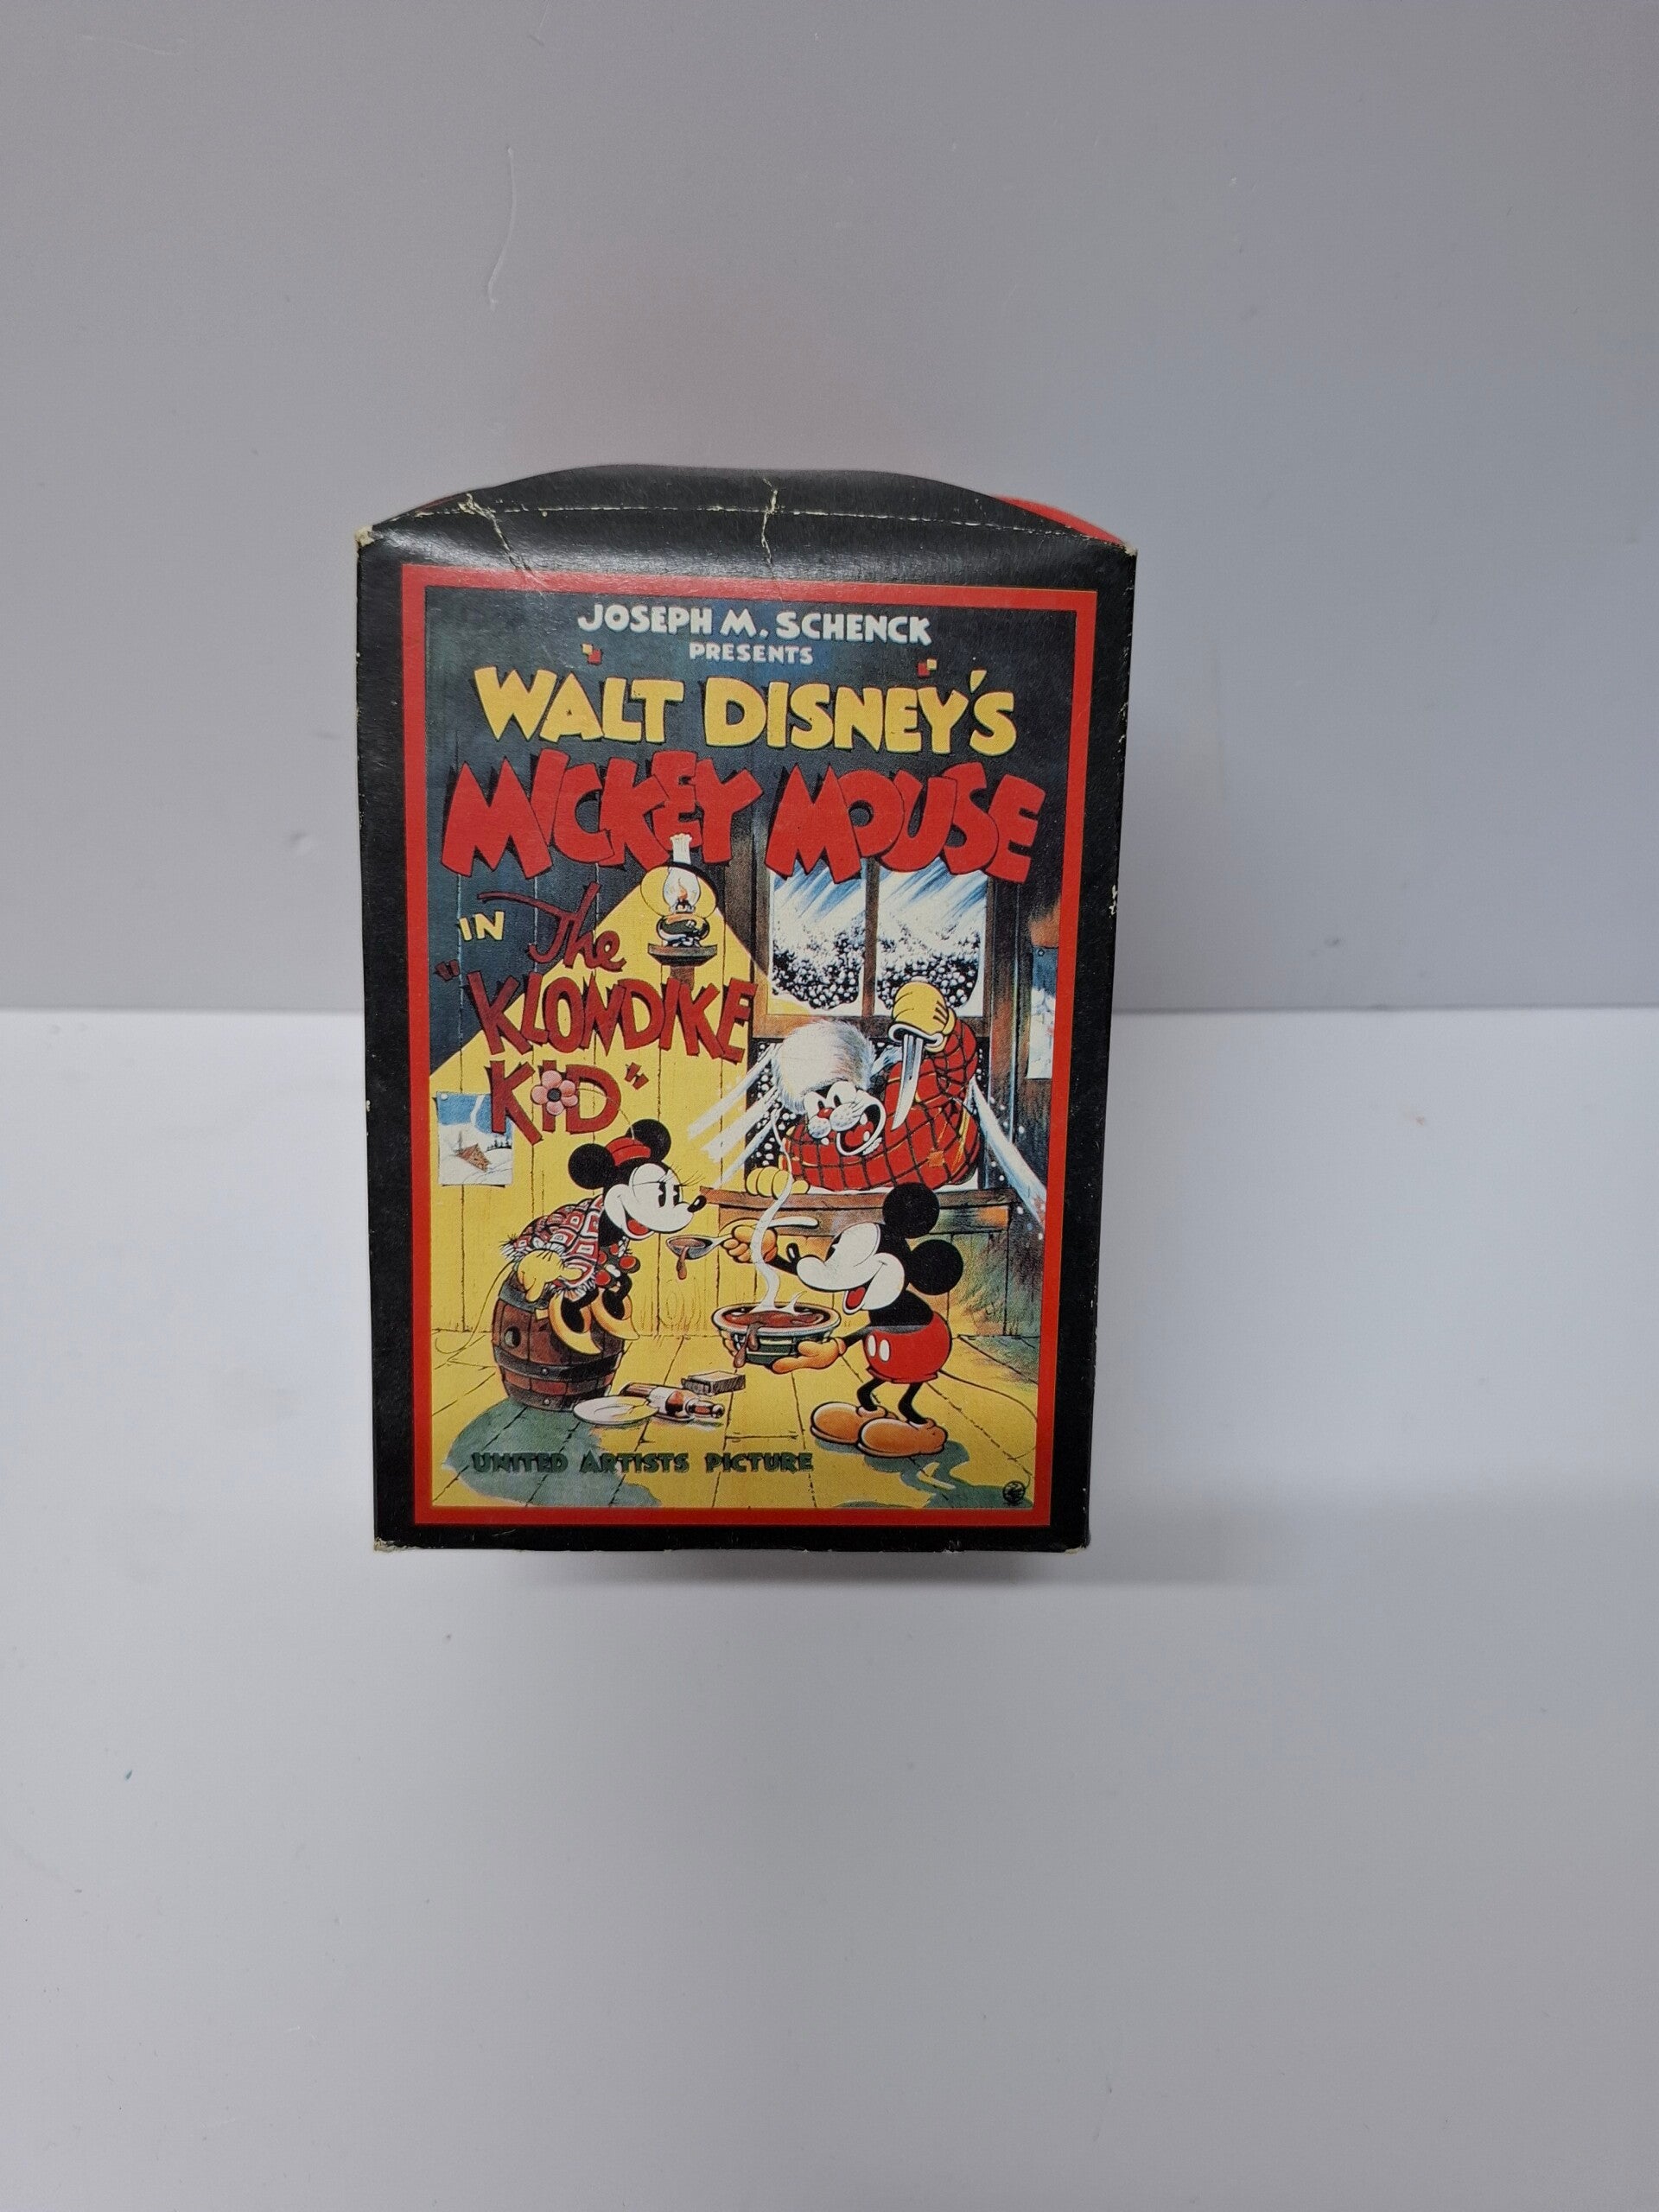 JOSEPH M. SCHENCK
PRESENTS
WALT DISNEY'S
MICKEY MOUSE
IN The
"KLONDIKE
KID"
UNITED ARTISTS PICTURE